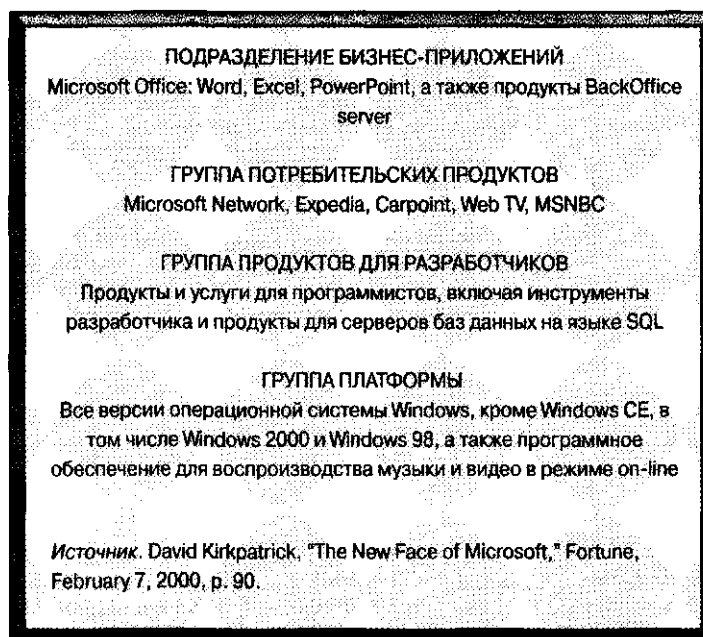 ПОДРАЗДЕЛЕНИЕ БИЗНЕС-ПРИЛОЖЕНИЙ
Microsoft Office: Word, Excel, PowerPoint, а также продукты BackOffice
server
ГРУППА ПОТРЕБИТЕЛЬСКИХ ПРОДУКТОВ
Microsoft Network, Expedia, Carpoint, Web TV, MSNBC
ГРУППА ПРОДУКТОВ ДЛЯ РАЗРАБОТЧИКОВ
Продукты и услуги для программистов, включая инструменты
разработчика и продукты для серверов баз данных на языке SQL
ГРУППА ПЛАТФОРМЫ
Все версии операционной системы Windows, кроме Windows CE, в
том числе Windows 2000 и Windows 98, а также программное
обеспечение для воспроизводства музыки и видео в режиме on-line
Источник. David Kirkpatrick, "The New Face of Microsoft," Fortune,
February 7, 2000, p. 90.